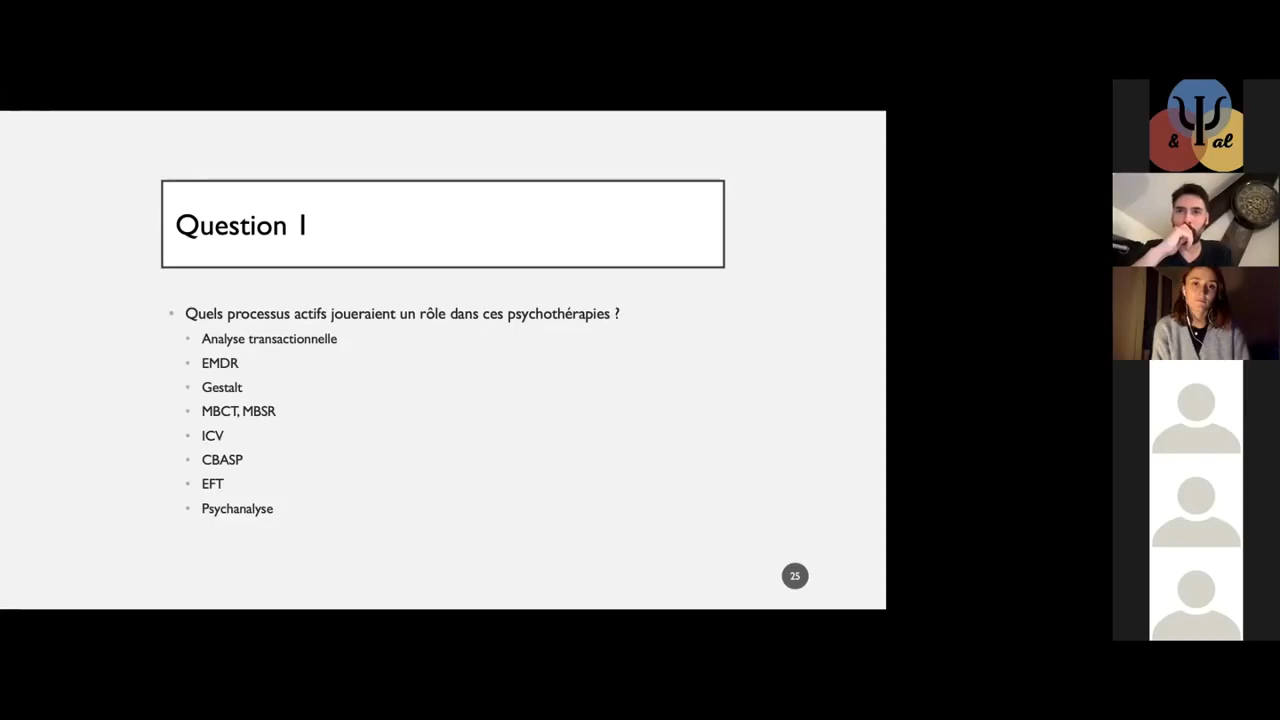 Question 1
Quels processus actifs joueraient un rôle dans ces psychothérapies ?
Analyse transactionnelle
EMDR
Gestalt
MBCT, MBSR
ICV
CBASP
EFT
Psychanalyse
25
Ψ
& al